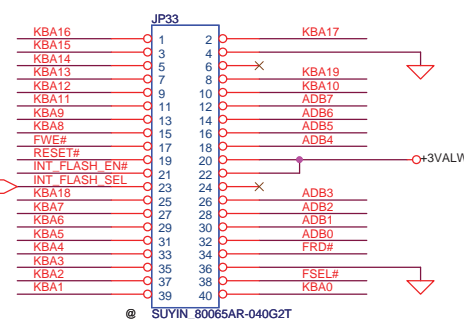 JP33
KBA16 1 2 KBA17
KBA15 3 4
KBA14 5 6
KBA13 7 8 KBA19
KBA12 9 10 KBA10
KBA11 11 12 ADB7
KBA9 13 14 ADB6
KBA8 15 16 ADB5
FWE# 17 18 ADB4
RESET# 19 20 +3VALW
INT_FLASH_EN# 21 22
INT_FLASH_SEL 23 24
KBA18 25 26 ADB3
KBA7 27 28 ADB2
KBA6 29 30 ADB1
KBA5 31 32 ADB0
KBA4 33 34 FRD#
KBA3 35 36
KBA2 37 38 FSEL#
KBA1 39 40 KBA0
@ SUYIN_80065AR-040G2T